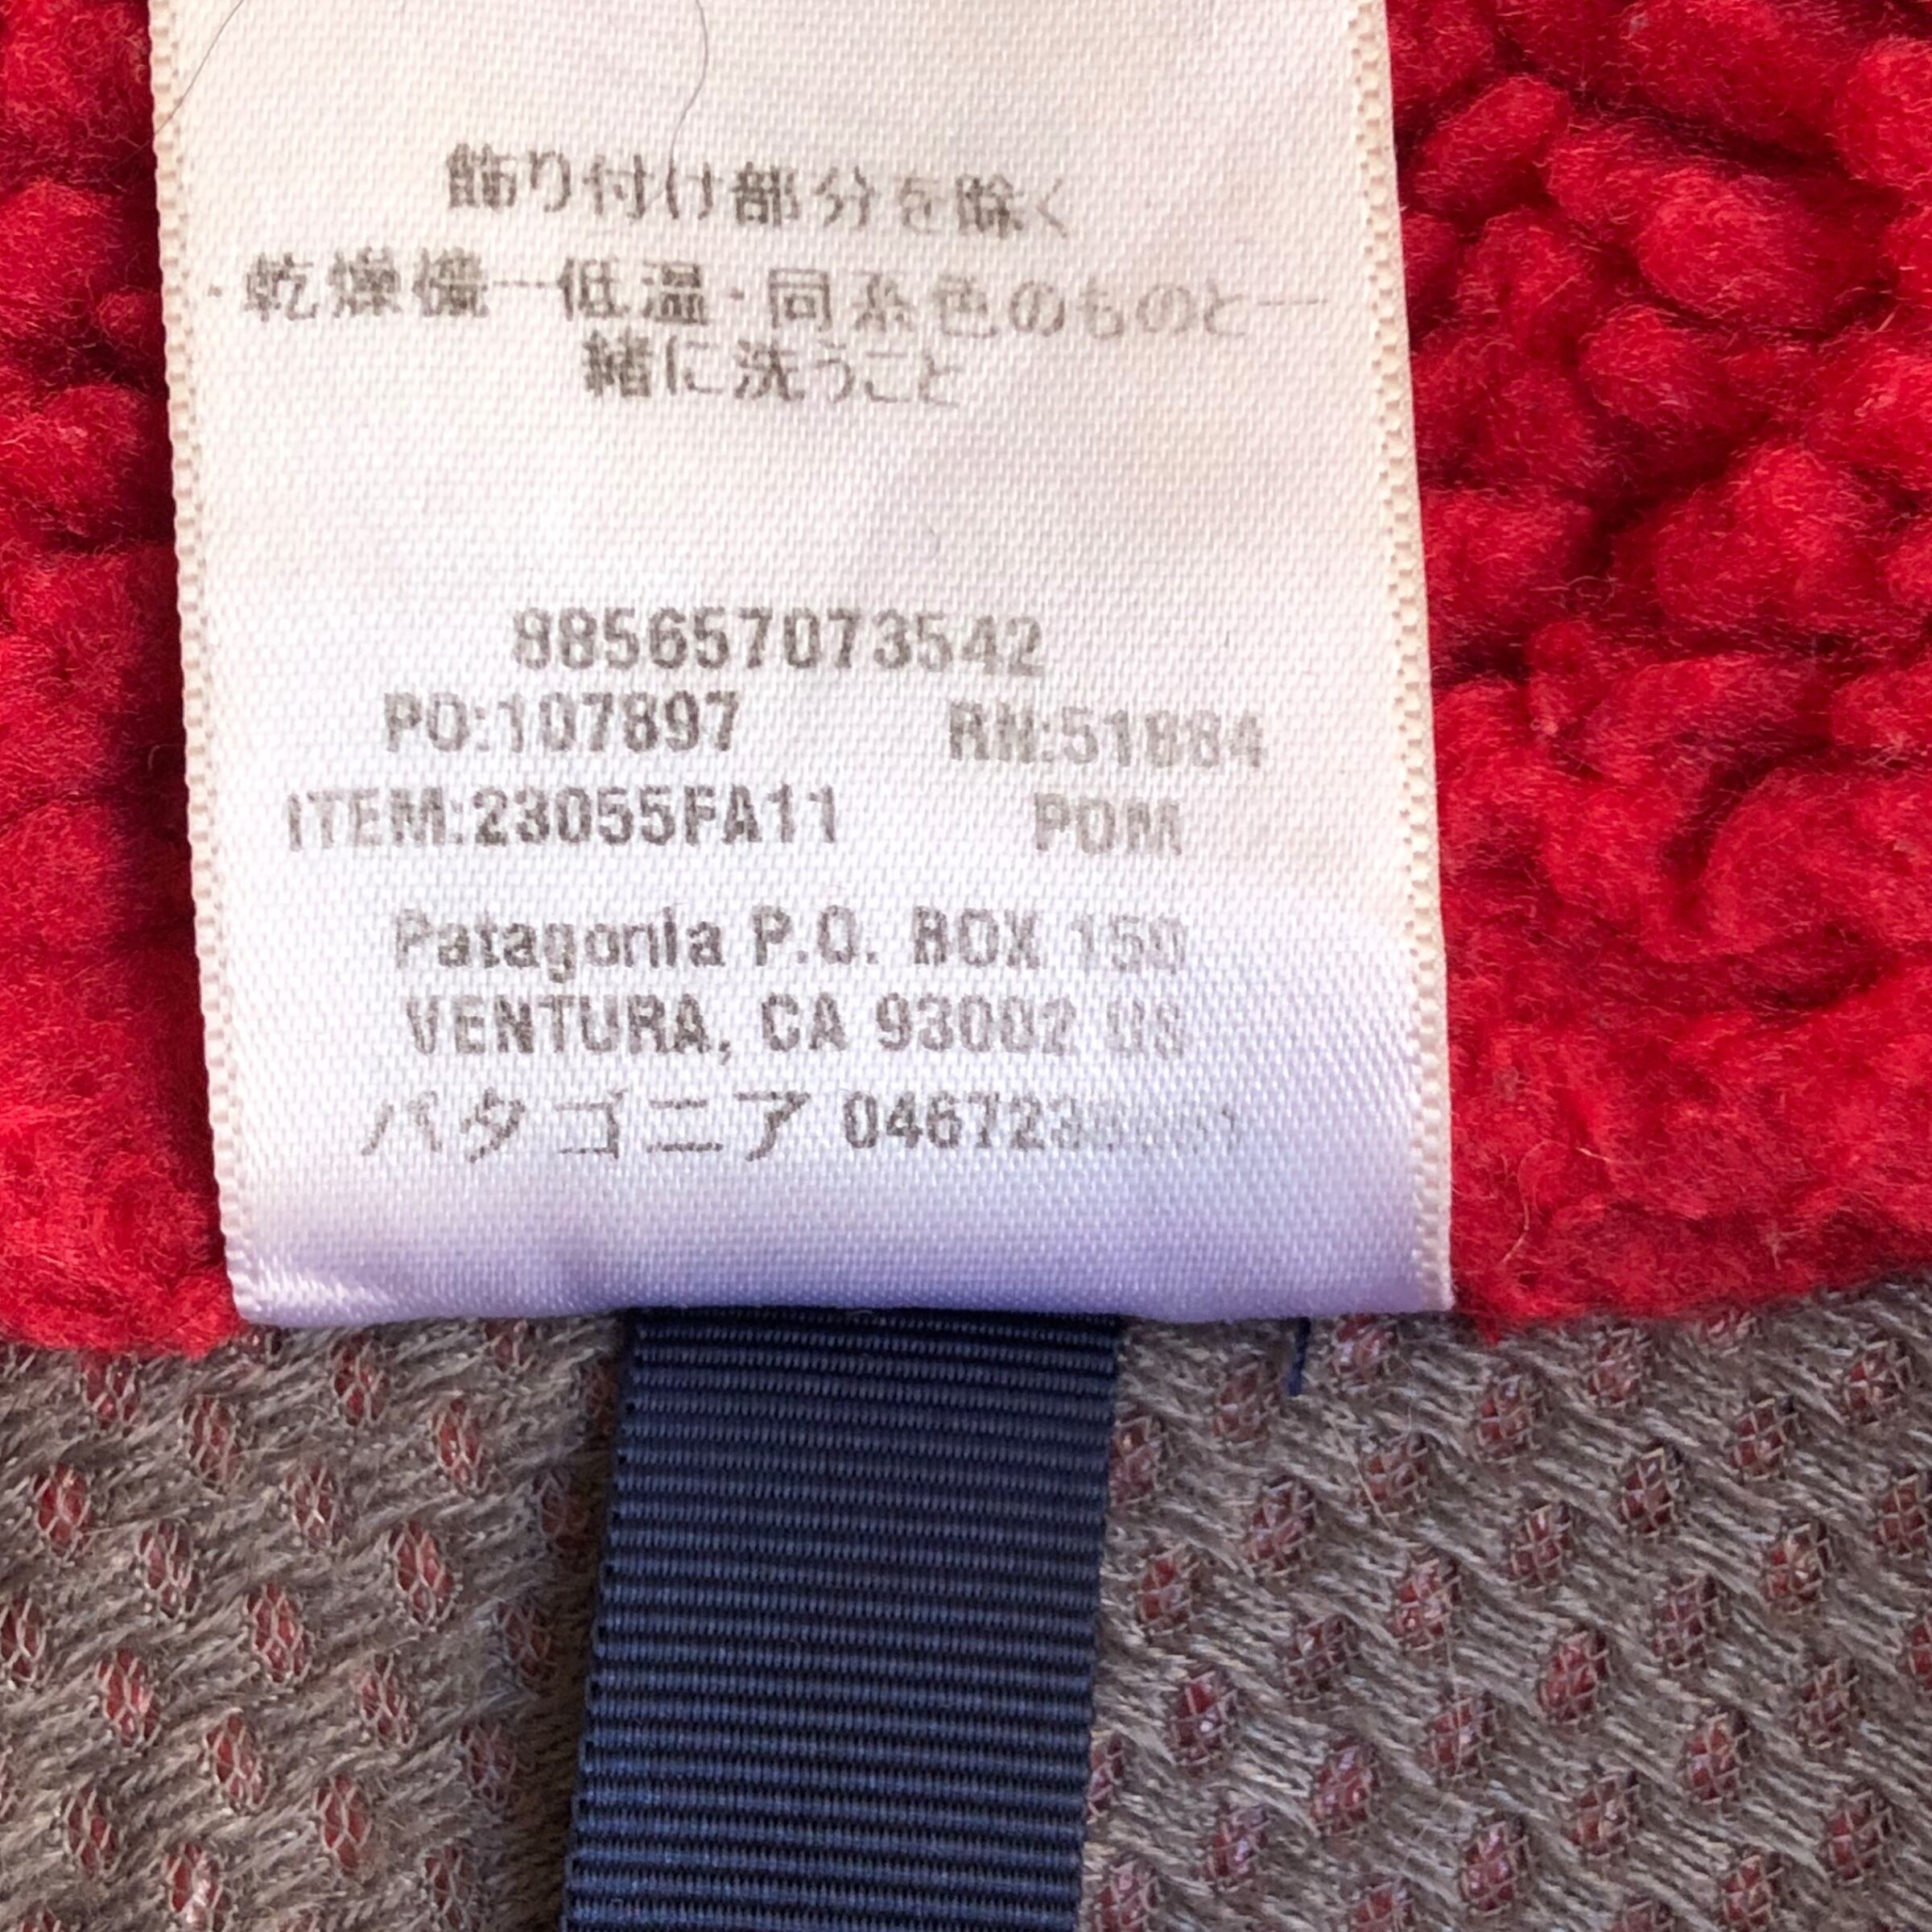 飾り付け部分を除く
・乾燥機一低温・同系色のものと一
緒に洗うこと
885657073542
PO:107897 RN:51884
ITEM:23055FA11 PDM
Patagonia P.O. BOX 150
VENTURA, CA 93002 US
パタゴニア